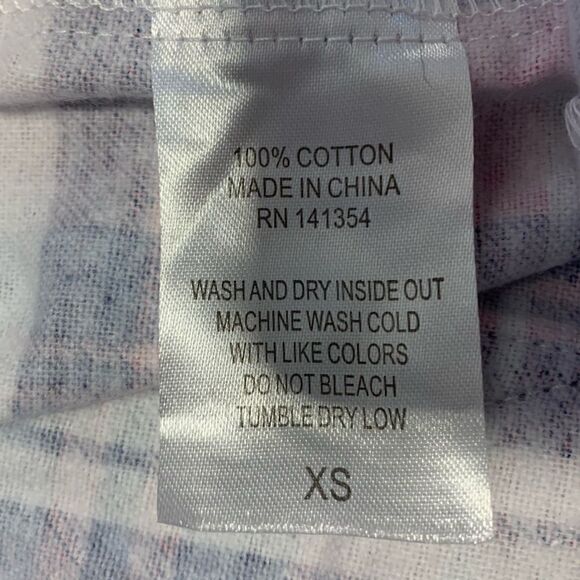 100% COTTON
MADE IN CHINA
RN 141354
WASH AND DRY INSIDE OUT
MACHINE WASH COLD
WITH LIKE COLORS
DO NOT BLEACH
TUMBLE DRY LOW
XS